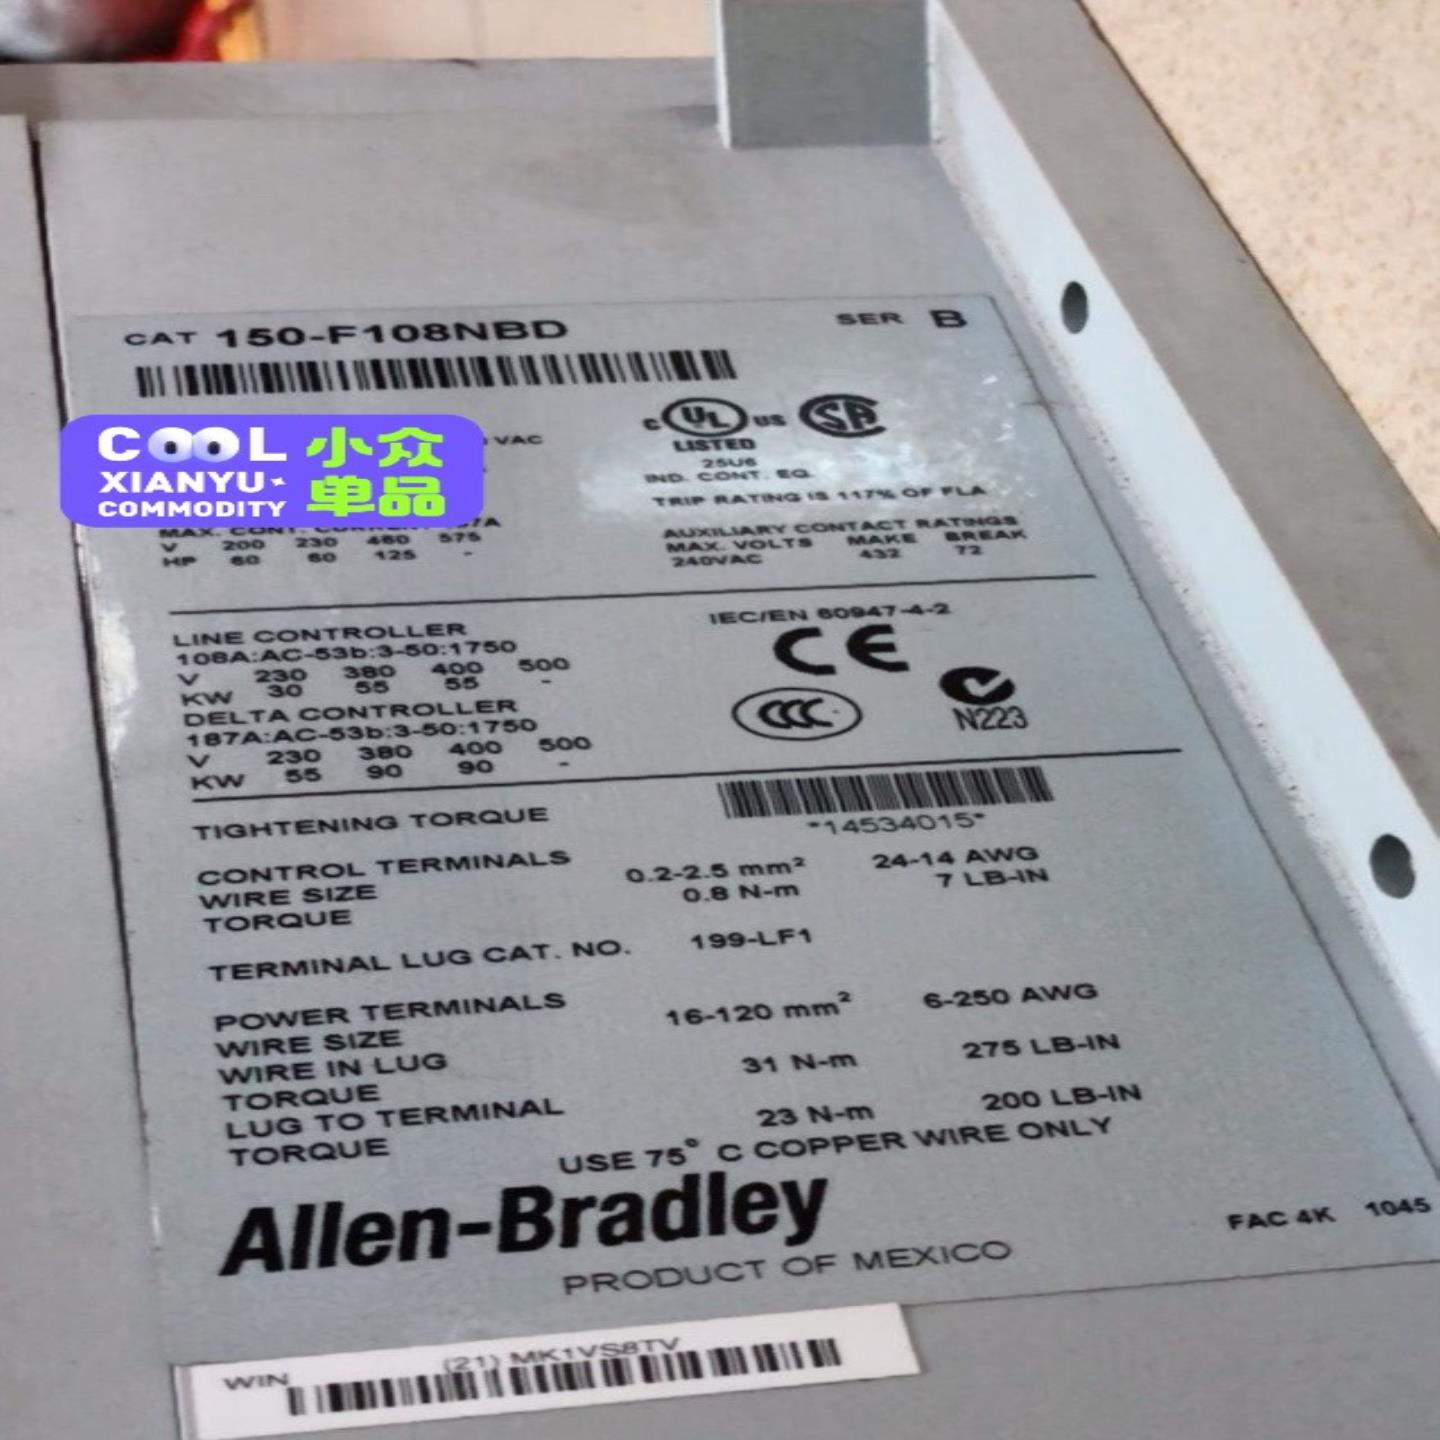 CAT 150-F108NBD SER B
COOL 小众
XIANYU
COMMODITY 单品
VAC
C UL US SA
LISTED
25U6
IND. CONT. EQ.
TRIP RATING IS 117% OF FLA
MAX. CONT.
V 200 230 460 575
HP 60 60 125 -
AUXILIARY CONTACT RATINGS
MAX. VOLTS MAKE BREAK
240VAC 432 72
LINE CONTROLLER
108A:AC-53b:3-50:1750
V 230 380 400 500
KW 30 55 55 -
DELTA CONTROLLER
187A:AC-53b:3-50:1750
V 230 380 400 500
KW 55 90 90 -
IEC/EN 60947-4-2
CE
CCC
N223
TIGHTENING TORQUE
*14534015*
CONTROL TERMINALS
WIRE SIZE 0.2-2.5 mm² 24-14 AWG
TORQUE 0.8 N-m 7 LB-IN
TERMINAL LUG CAT. NO. 199-LF1
POWER TERMINALS
WIRE SIZE 16-120 mm² 6-250 AWG
WIRE IN LUG
TORQUE 31 N-m 275 LB-IN
LUG TO TERMINAL
TORQUE 23 N-m 200 LB-IN
USE 75° C COPPER WIRE ONLY
Allen-Bradley
PRODUCT OF MEXICO
FAC 4K 1045
WIN (21) MK1VS8TV